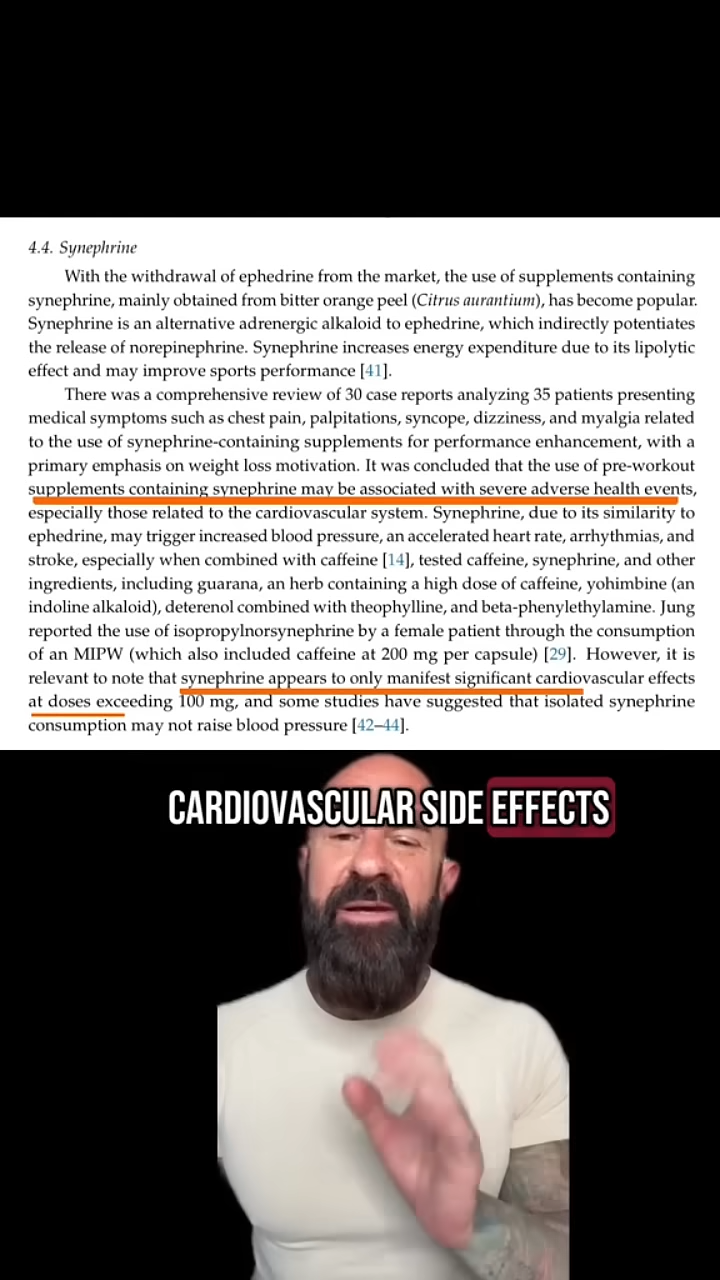 4.4. Synephrine
With the withdrawal of ephedrine from the market, the use of supplements containing
synephrine, mainly obtained from bitter orange peel (Citrus aurantium), has become popular.
Synephrine is an alternative adrenergic alkaloid to ephedrine, which indirectly potentiates
the release of norepinephrine. Synephrine increases energy expenditure due to its lipolytic
effect and may improve sports performance [41].
There was a comprehensive review of 30 case reports analyzing 35 patients presenting
medical symptoms such as chest pain, palpitations, syncope, dizziness, and myalgia related
to the use of synephrine-containing supplements for performance enhancement, with a
primary emphasis on weight loss motivation. It was concluded that the use of pre-workout
supplements containing synephrine may be associated with severe adverse health events,
especially those related to the cardiovascular system. Synephrine, due to its similarity to
ephedrine, may trigger increased blood pressure, an accelerated heart rate, arrhythmias, and
stroke, especially when combined with caffeine [14], tested caffeine, synephrine, and other
ingredients, including guarana, an herb containing a high dose of caffeine, yohimbine (an
indoline alkaloid), deterenol combined with theophylline, and beta-phenylethylamine. Jung
reported the use of isopropylnorsynephrine by a female patient through the consumption
of an MIPW (which also included caffeine at 200 mg per capsule) [29]. However, it is
relevant to note that synephrine appears to only manifest significant cardiovascular effects
at doses exceeding 100 mg, and some studies have suggested that isolated synephrine
consumption may not raise blood pressure [42–44].
CARDIOVASCULAR SIDE EFFECTS